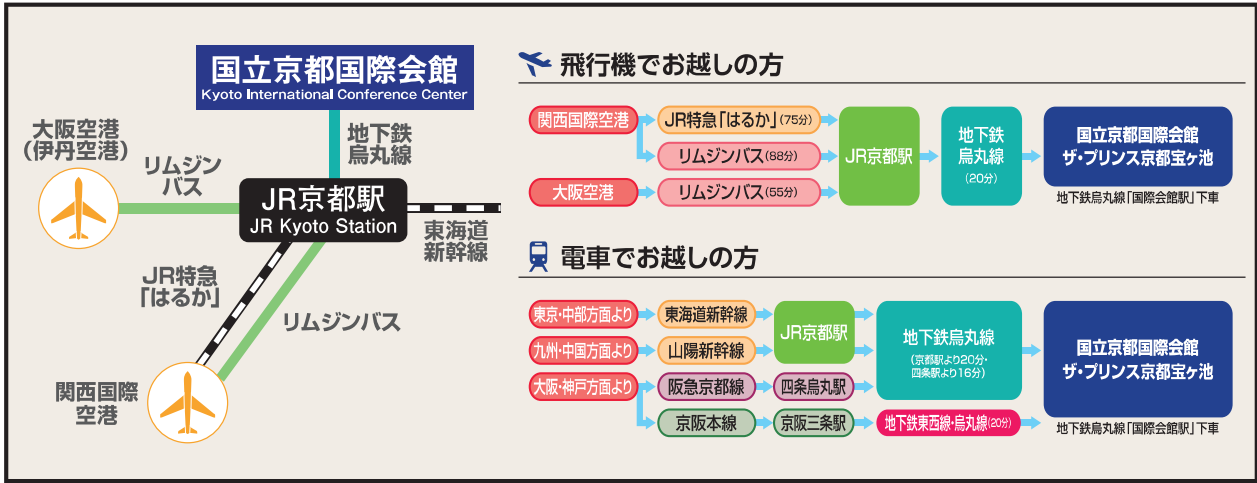 国立京都国際会館
Kyoto International Conference Center
大阪空港
(伊丹空港)
リムジン
バス
地下鉄
烏丸線
JR京都駅
JR Kyoto Station
東海道
新幹線
JR特急
「はるか」
リムジンバス
関西国際
空港
飛行機でお越しの方
関西国際空港
JR特急「はるか」(75分)
リムジンバス(88分)
大阪空港
リムジンバス(55分)
JR京都駅
地下鉄
烏丸線
(20分)
国立京都国際会館
ザ・プリンス京都宝ヶ池
地下鉄烏丸線「国際会館駅」下車
電車でお越しの方
東京・中部方面より
東海道新幹線
九州・中国方面より
山陽新幹線
JR京都駅
大阪・神戸方面より
阪急京都線
四条烏丸駅
地下鉄烏丸線
(京都駅より20分・
四条駅より16分)
京阪本線
京阪三条駅
地下鉄東西線・烏丸線(20分)
国立京都国際会館
ザ・プリンス京都宝ヶ池
地下鉄烏丸線「国際会館駅」下車